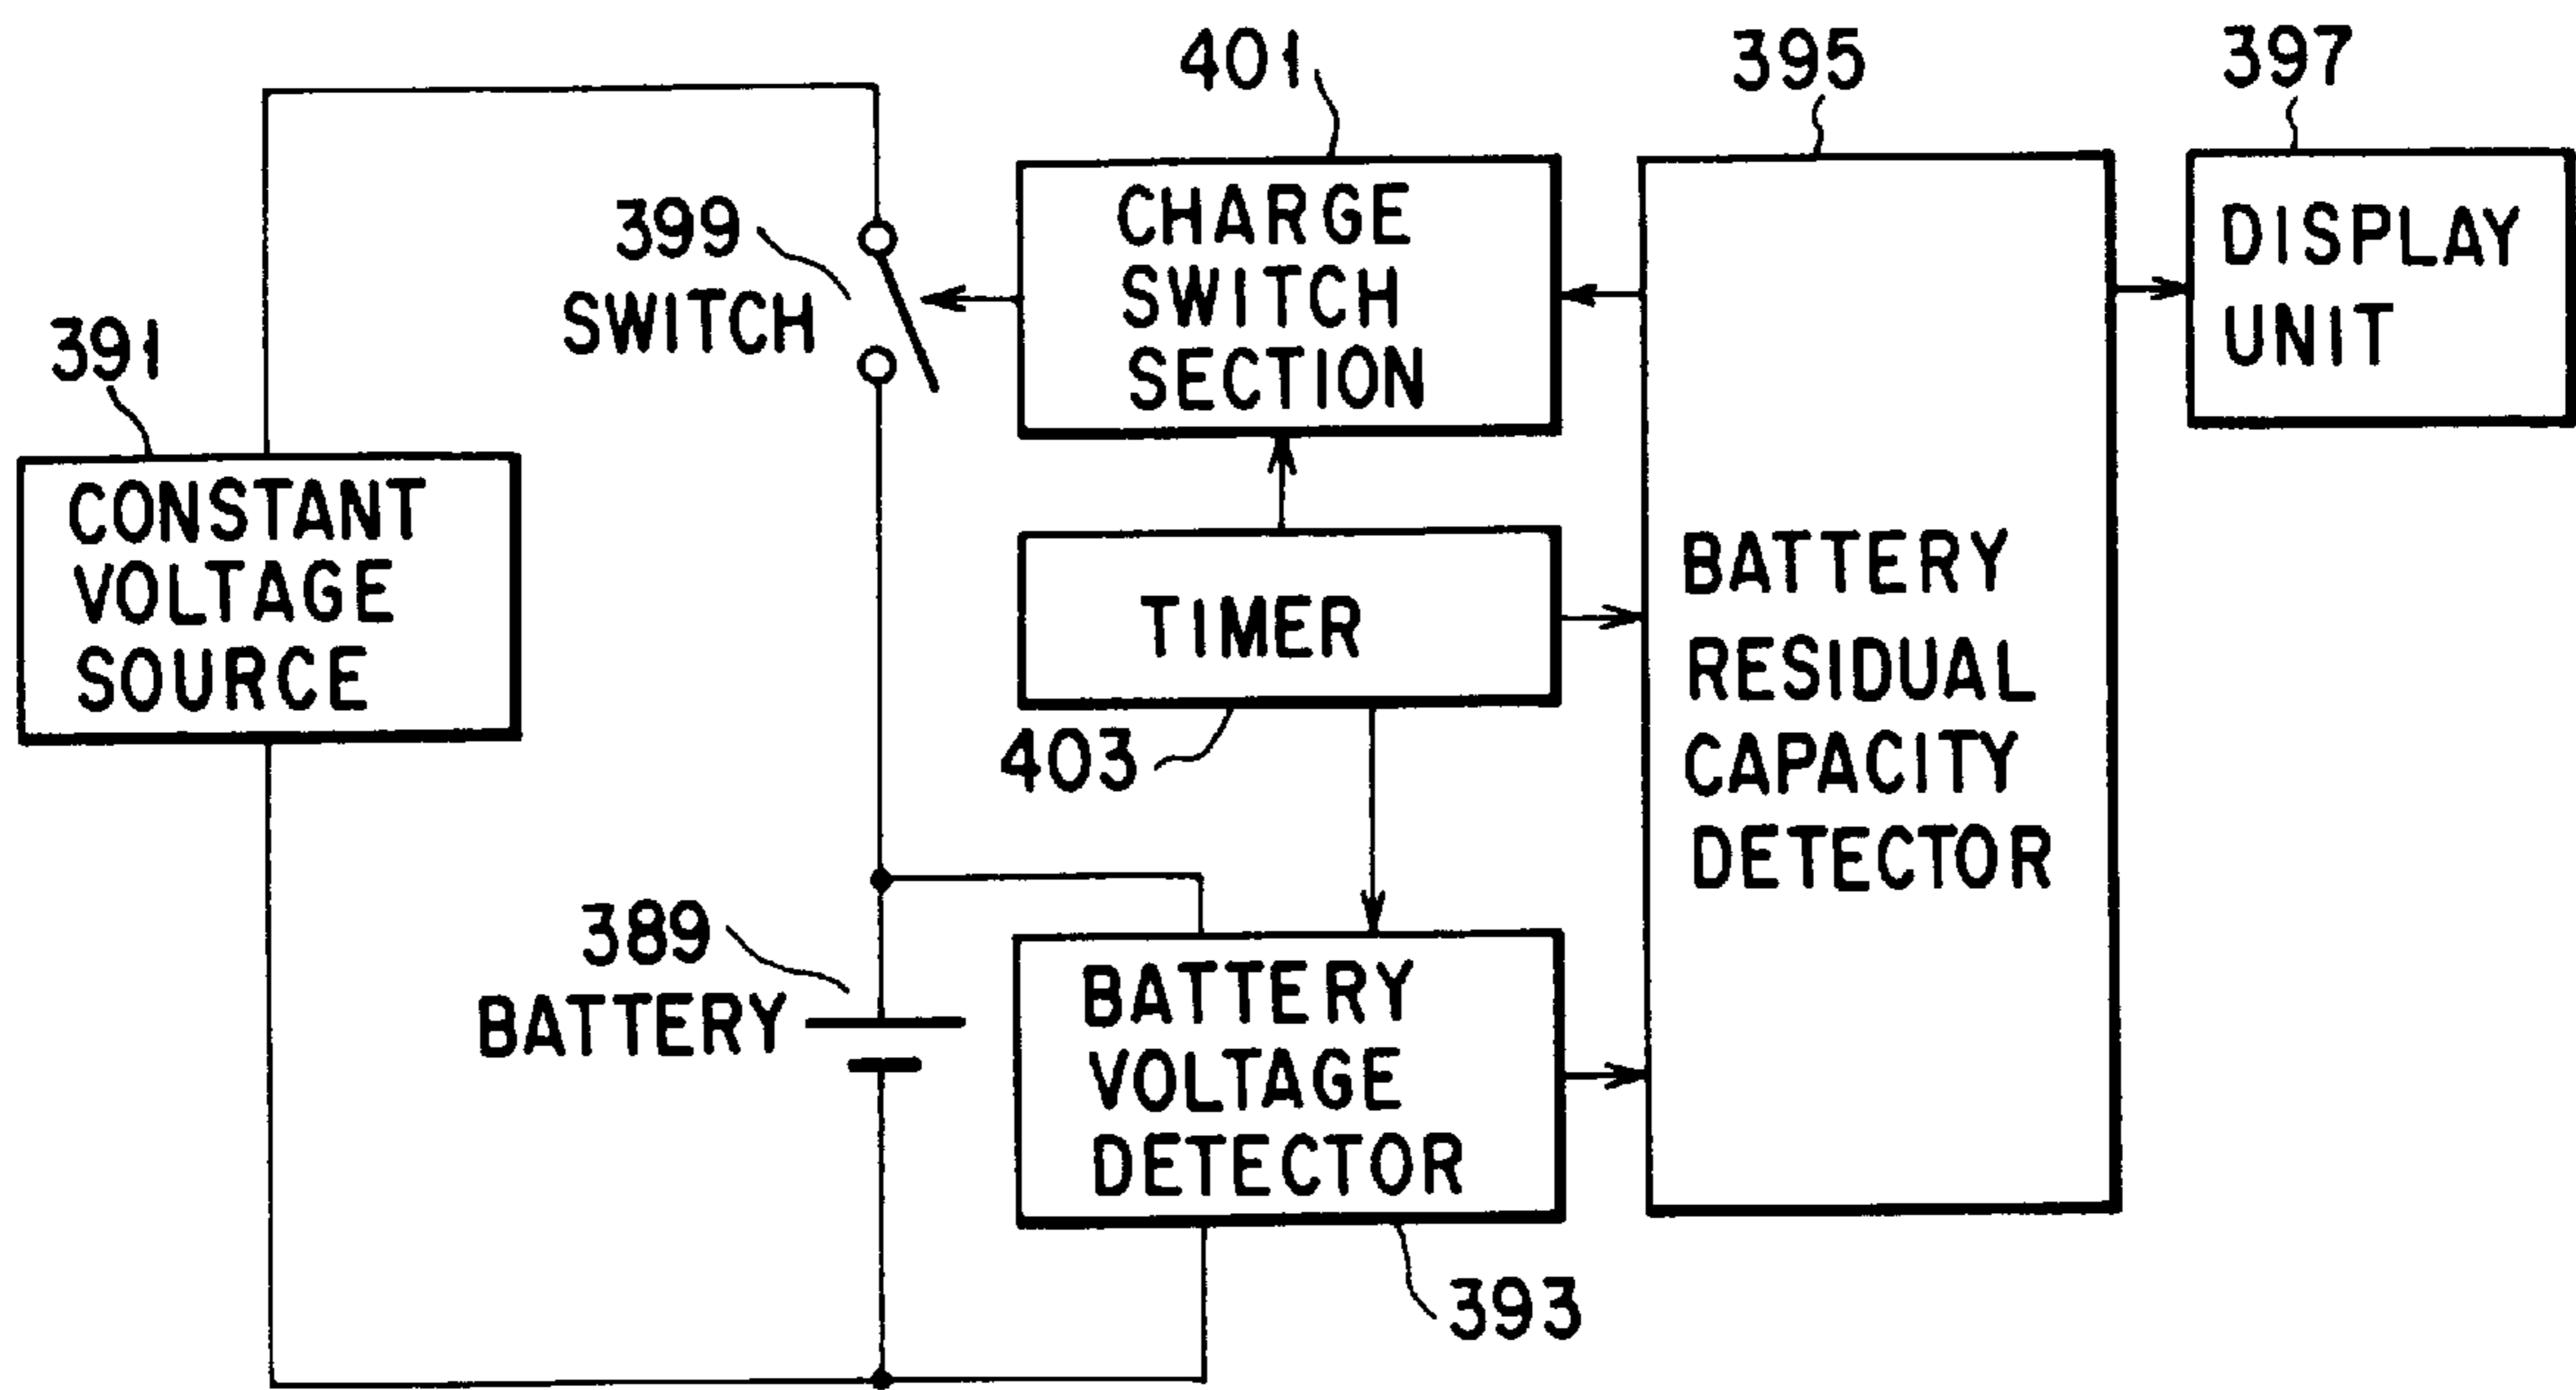 401
395
397
399
SWITCH
CHARGE
SWITCH
SECTION
DISPLAY
UNIT
391
CONSTANT
VOLTAGE
SOURCE
TIMER
403
BATTERY
RESIDUAL
CAPACITY
DETECTOR
389
BATTERY
BATTERY
VOLTAGE
DETECTOR
393